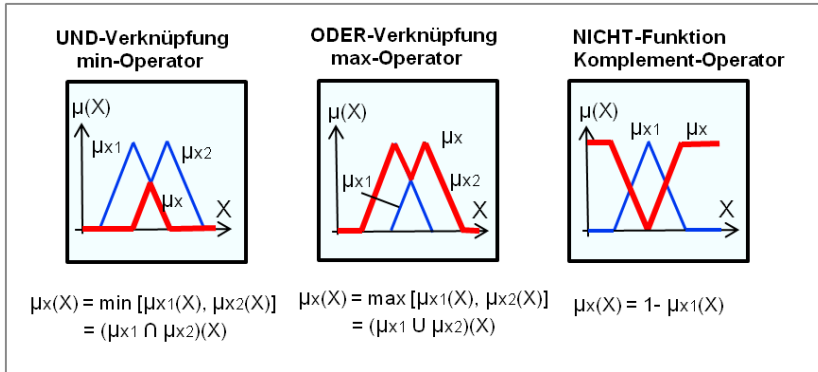 UND-Verknüpfung
min-Operator
μ(X)
μx1
μx2
μx
X
μx(X) = min [μx1(X), μx2(X)]
= (μx1 ∩ μx2)(X)
ODER-Verknüpfung
max-Operator
μ(X)
μx
μx1
μx2
X
μx(X) = max [μx1(X), μx2(X)]
= (μx1 U μx2)(X)
NICHT-Funktion
Komplement-Operator
μ(X)
μx1
μx
X
μx(X) = 1- μx1(X)